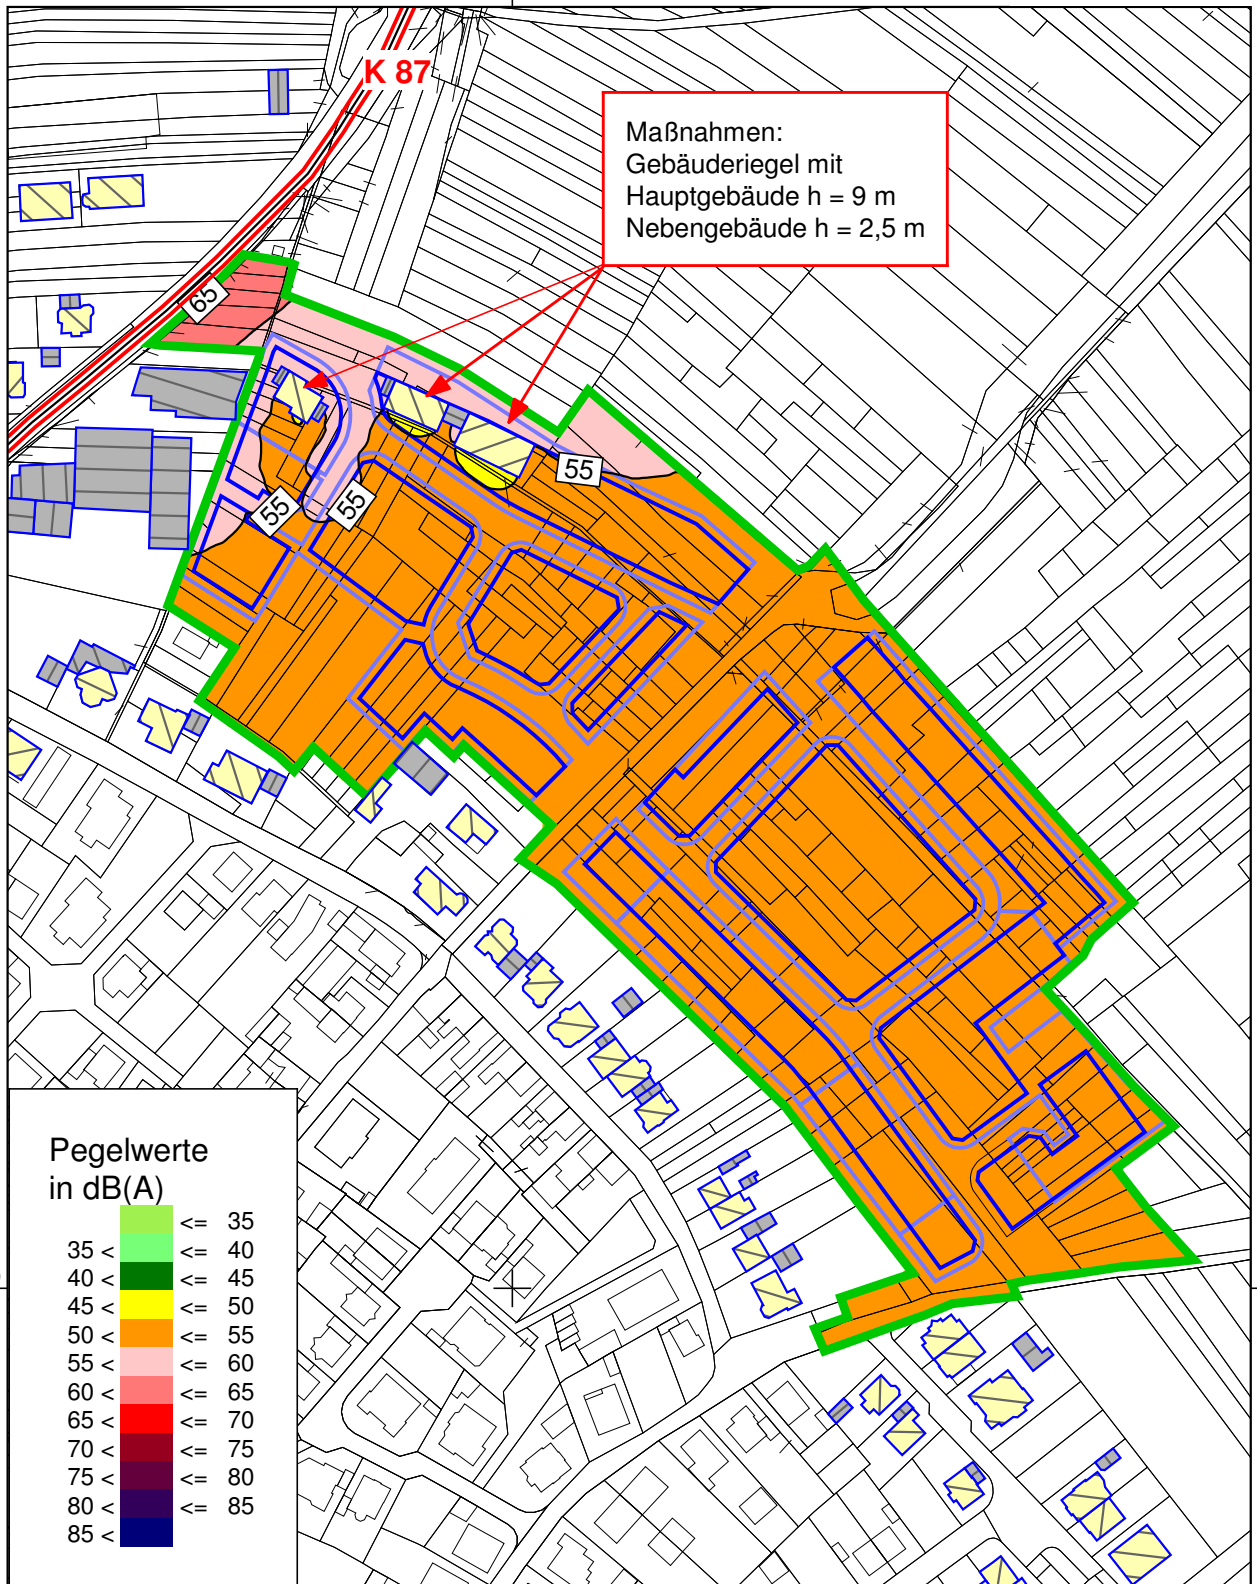 K 87
Maßnahmen:
Gebäuderiegel mit
Hauptgebäude h = 9 m
Nebengebäude h = 2,5 m
65
55
55
55
Pegelwerte
in dB(A)
<= 35
35 < <= 40
40 < <= 45
45 < <= 50
50 < <= 55
55 < <= 60
60 < <= 65
65 < <= 70
70 < <= 75
75 < <= 80
80 < <= 85
85 <